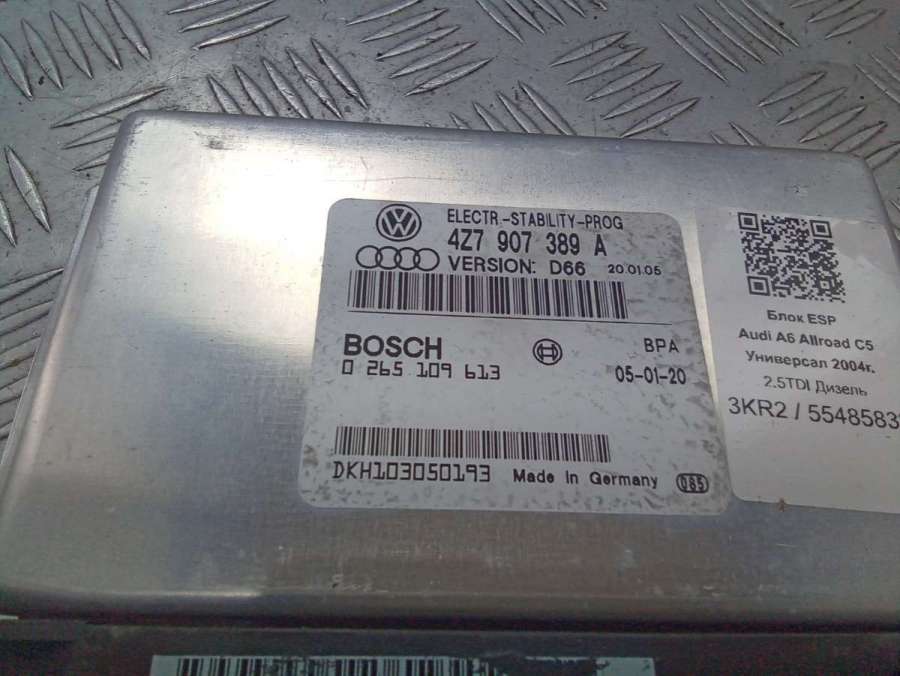 ELECTR-STABILITY-PROG
4Z7 907 389 A
VERSION: D66 20.01.05
BOSCH
BPA
0 265 109 613
05-01-20
DKH103050193 Made in Germany 085
Блок ESP
Audi A6 Allroad C5
Универсал 2004г.
2.5TDI Дизель
3KR2 / 5548583